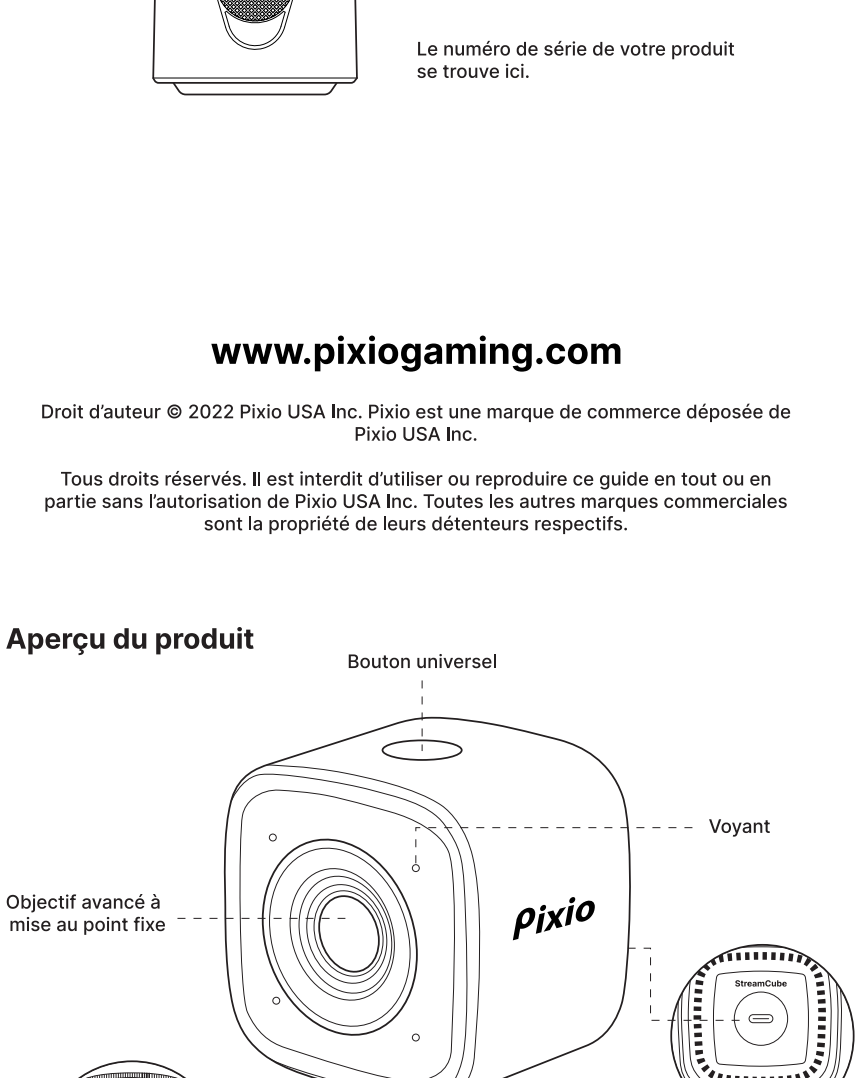 Le numéro de série de votre produit
se trouve ici.
www.pixiogaming.com
Droit d’auteur © 2022 Pixio USA Inc. Pixio est une marque de commerce déposée de
Pixio USA Inc.
Tous droits réservés. Il est interdit d’utiliser ou reproduire ce guide en tout ou en
partie sans l’autorisation de Pixio USA Inc. Toutes les autres marques commerciales
sont la propriété de leurs détenteurs respectifs.
Aperçu du produit
Bouton universel
Voyant
Objectif avancé à
mise au point fixe
Pixio
StreamCube